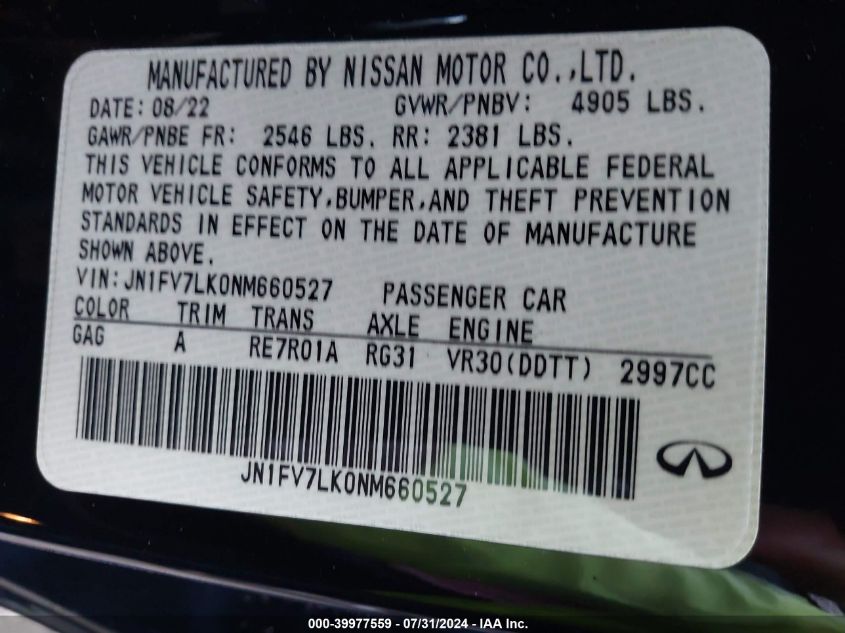 MANUFACTURED BY NISSAN MOTOR CO.,LTD.
DATE: 08/22 GVWR/PNBV: 4905 LBS.
GAWR/PNBE FR: 2546 LBS. RR: 2381 LBS.
THIS VEHICLE CONFORMS TO ALL APPLICABLE FEDERAL
MOTOR VEHICLE SAFETY,BUMPER,AND THEFT PREVENTION
STANDARDS IN EFFECT ON THE DATE OF MANUFACTURE
SHOWN ABOVE.
VIN: JN1FV7LK0NM660527 PASSENGER CAR
COLOR TRIM TRANS AXLE ENGINE
GAG A RE7R01A RG31 VR30(DDTT) 2997CC
JN1FV7LK0NM660527
000-39977559 - 07/31/2024 - IAA Inc.